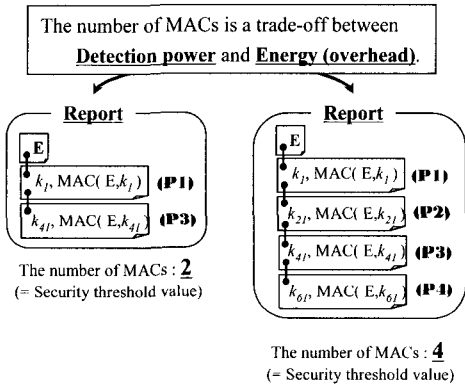 The number of MACs is a trade-off between
Detection power and Energy (overhead).
Report
E
k1, MAC( E,k1 ) (P1)
k41, MAC( E,k41 ) (P3)
The number of MACs : 2
(= Security threshold value)
Report
E
k1, MAC( E,k1 ) (P1)
k21, MAC( E,k21 ) (P2)
k41, MAC( E,k41 ) (P3)
k61, MAC( E,k61 ) (P4)
The number of MACs : 4
(= Security threshold value)